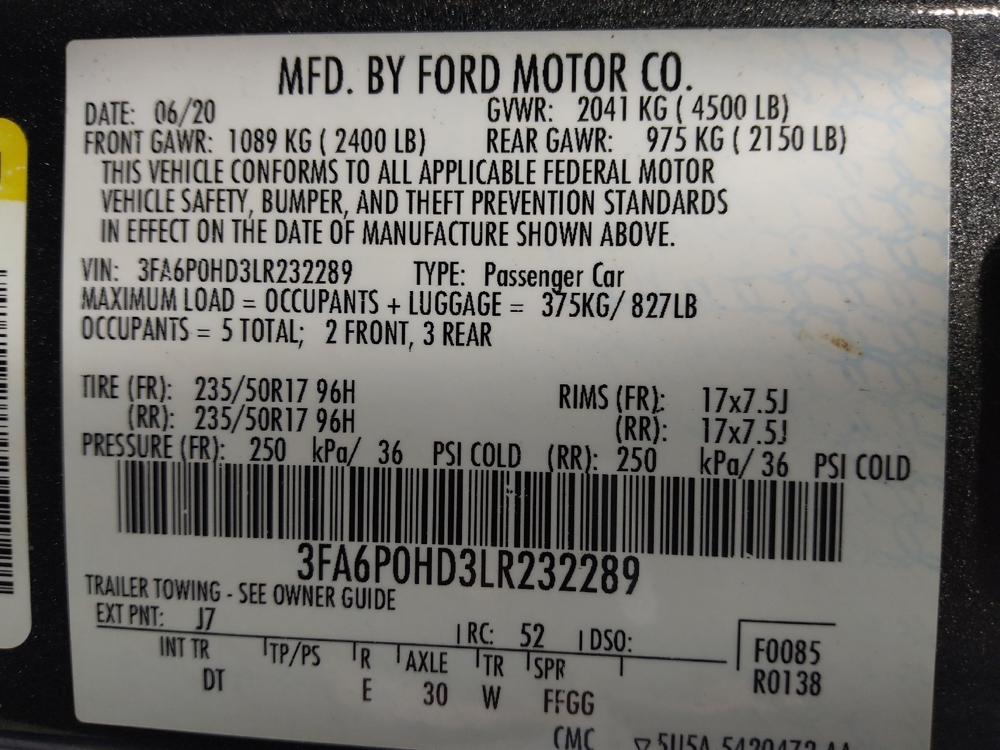 MFD. BY FORD MOTOR CO.
DATE: 06/20 GVWR: 2041 KG ( 4500 LB)
FRONT GAWR: 1089 KG ( 2400 LB) REAR GAWR: 975 KG ( 2150 LB)
THIS VEHICLE CONFORMS TO ALL APPLICABLE FEDERAL MOTOR
VEHICLE SAFETY, BUMPER, AND THEFT PREVENTION STANDARDS
IN EFFECT ON THE DATE OF MANUFACTURE SHOWN ABOVE.
VIN: 3FA6P0HD3LR232289 TYPE: Passenger Car
MAXIMUM LOAD = OCCUPANTS + LUGGAGE = 375KG/ 827LB
OCCUPANTS = 5 TOTAL; 2 FRONT, 3 REAR
TIRE (FR): 235/50R17 96H RIMS (FR): 17x7.5J
(RR): 235/50R17 96H (RR): 17x7.5J
PRESSURE (FR): 250 kPa/ 36 PSI COLD (RR): 250 kPa/ 36 PSI COLD
3FA6P0HD3LR232289
TRAILER TOWING - SEE OWNER GUIDE
EXT PNT: J7 RC: 52 DSO:
INT TR TP/PS R AXLE TR SPR F0085
DT E 30 W FFGG R0138
CMC